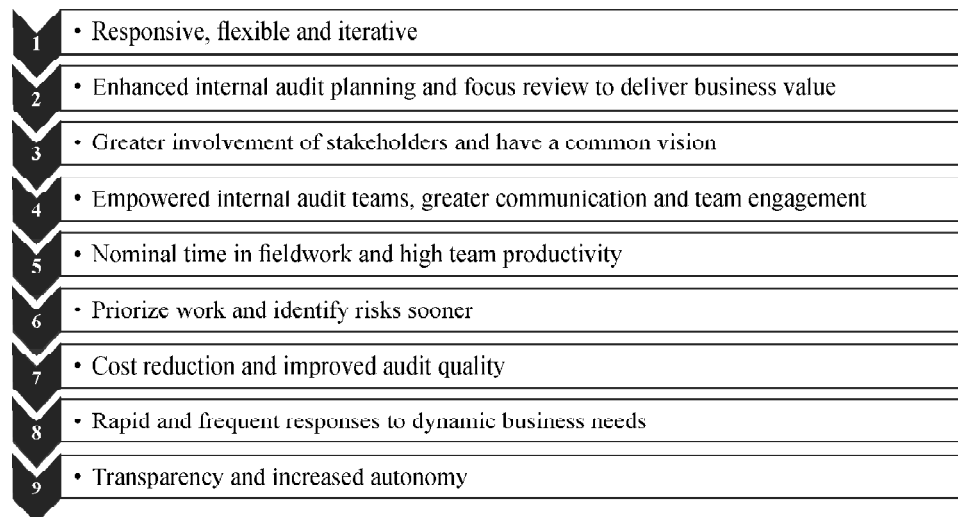 1 • Responsive, flexible and iterative
2 • Enhanced internal audit planning and focus review to deliver business value
3 • Greater involvement of stakeholders and have a common vision
4 • Empowered internal audit teams, greater communication and team engagement
5 • Nominal time in fieldwork and high team productivity
6 • Priorize work and identify risks sooner
7 • Cost reduction and improved audit quality
8 • Rapid and frequent responses to dynamic business needs
9 • Transparency and increased autonomy